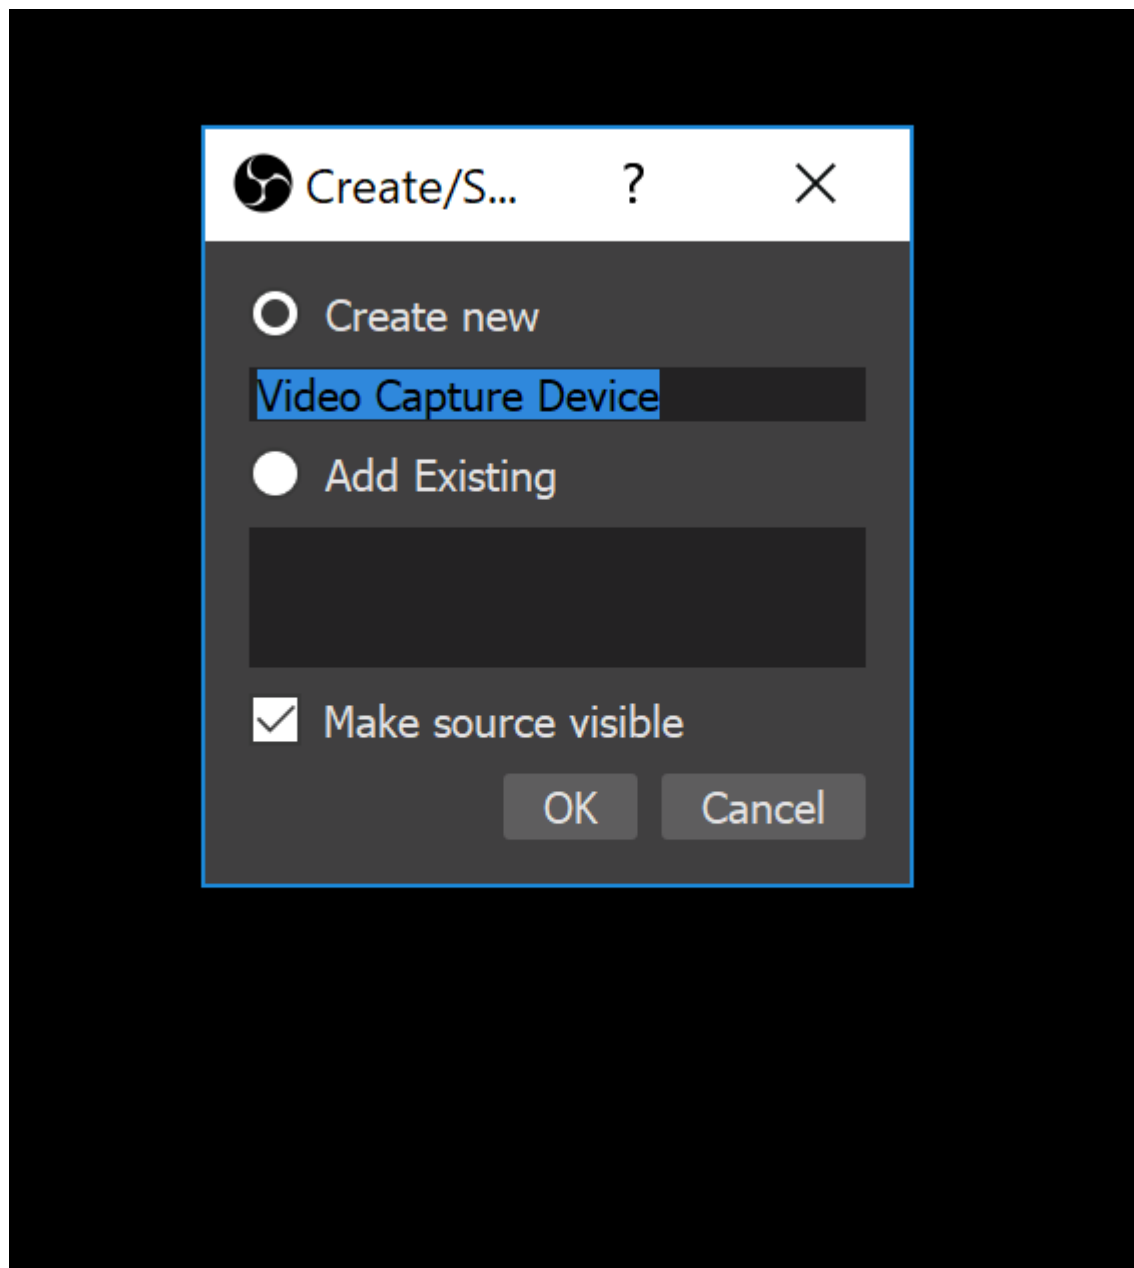 Create/S... ?
Create new
Video Capture Device
Add Existing
Make source visible
OK Cancel